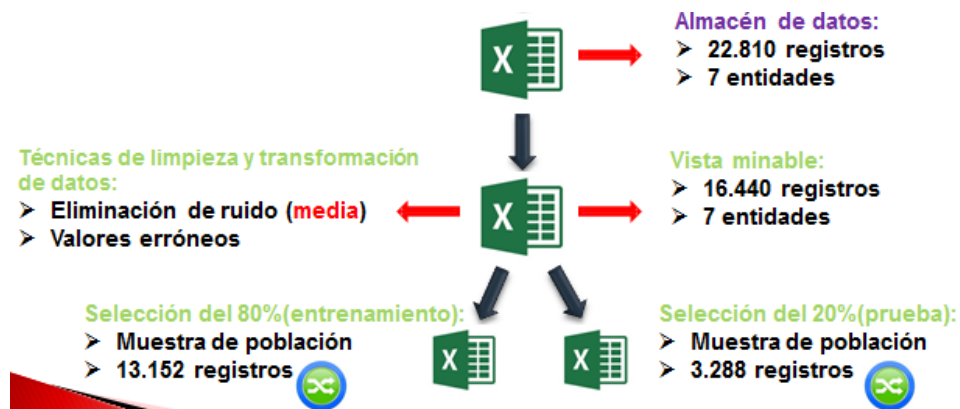 Almacén de datos:
➤ 22.810 registros
➤ 7 entidades
Técnicas de limpieza y transformación
de datos:
➤ Eliminación de ruido (media)
➤ Valores erróneos
Vista minable:
➤ 16.440 registros
➤ 7 entidades
Selección del 80%(entrenamiento):
➤ Muestra de población
➤ 13.152 registros
Selección del 20%(prueba):
➤ Muestra de población
➤ 3.288 registros
X
X
X
X